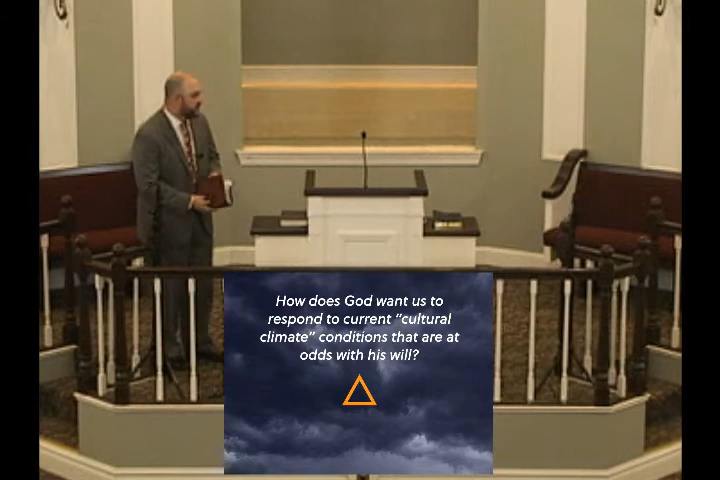 How does God want us to
respond to current “cultural
climate” conditions that are at
odds with his will?